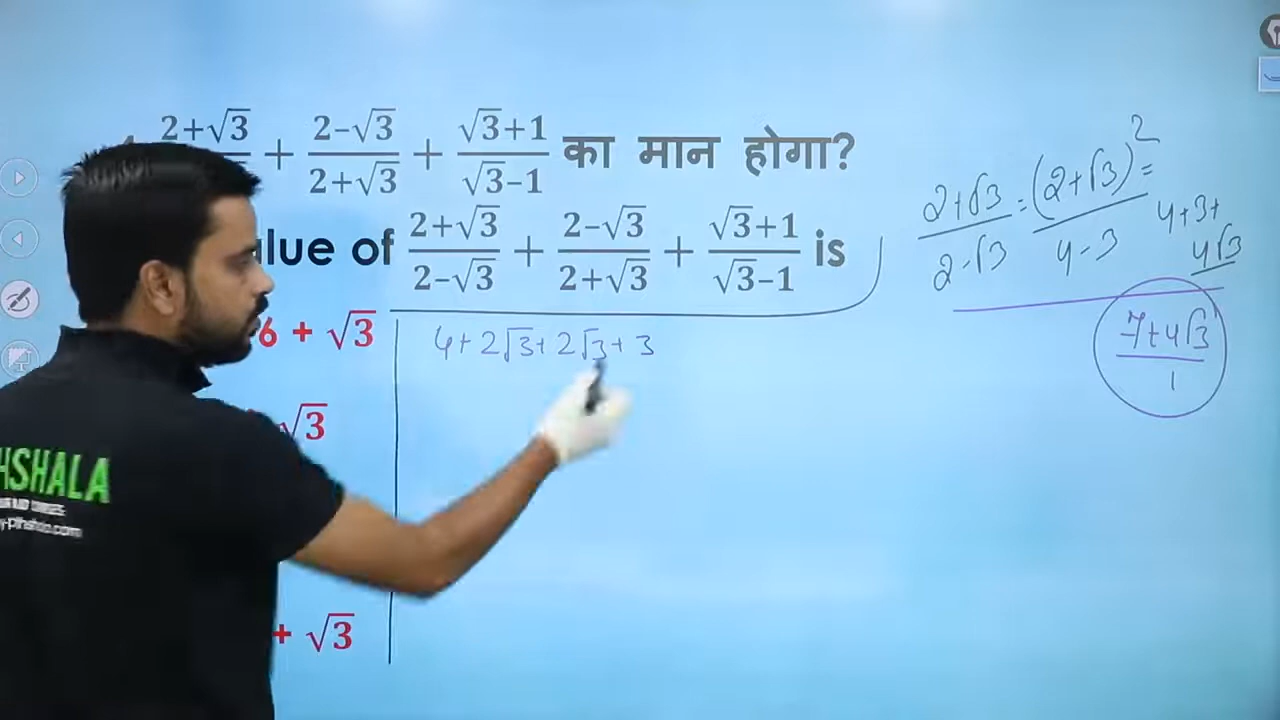 2+√3 + 2−√3/2+√3 + √3+1/√3−1 का मान होगा?
lue of 2+√3/2−√3 + 2−√3/2+√3 + √3+1/√3−1 is
6 + √3
√3
+ √3
4+2√3+2√3+3
2+√3/2-√3 = (2+√3)²/4-3 =
4+3+
4√3
7+4√3/1
HSHALA